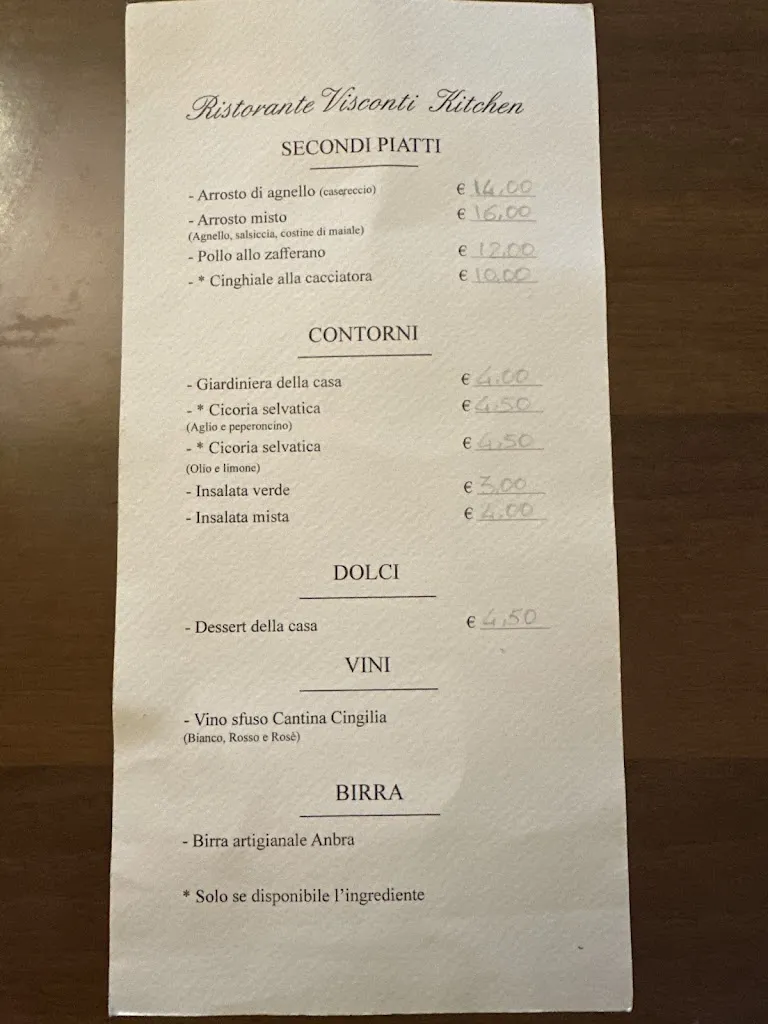 Ristorante Visconti Kitchen
SECONDI PIATTI
- Arrosto di agnello (casereccio) € 14,00
- Arrosto misto € 16,00
(Agnello, salsiccia, costine di maiale)
- Pollo allo zafferano € 12.00
- * Cinghiale alla cacciatora € 10,00
CONTORNI
- Giardiniera della casa € 4.00
- * Cicoria selvatica € 4,50
(Aglio e peperoncino)
- * Cicoria selvatica € 4,50
(Olio e limone)
- Insalata verde € 3,00
- Insalata mista € 4.00
DOLCI
- Dessert della casa € 4,50
VINI
- Vino sfuso Cantina Cingilia
(Bianco, Rosso e Rosè)
BIRRA
- Birra artigianale Anbra
* Solo se disponibile l’ingrediente